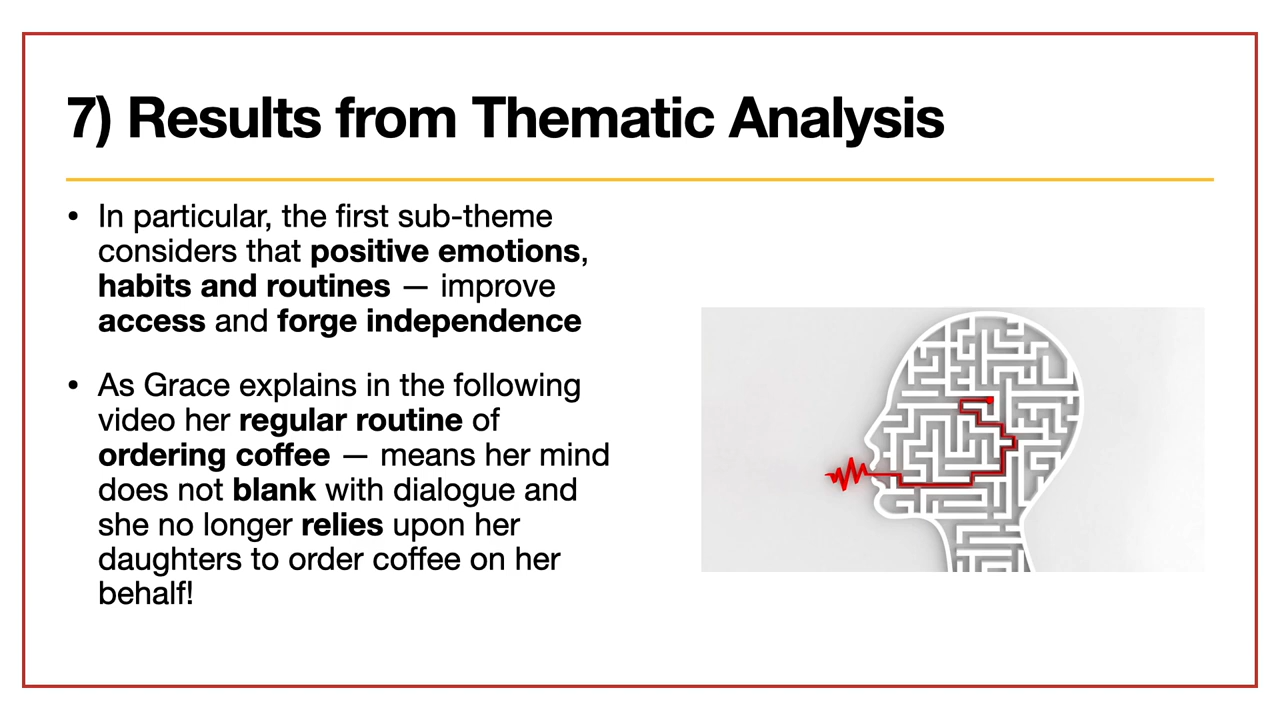 7) Results from Thematic Analysis
• In particular, the first sub-theme
considers that positive emotions,
habits and routines — improve
access and forge independence
• As Grace explains in the following
video her regular routine of
ordering coffee — means her mind
does not blank with dialogue and
she no longer relies upon her
daughters to order coffee on her
behalf!